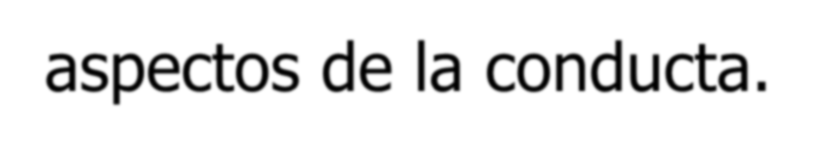 aspectos de la conducta.